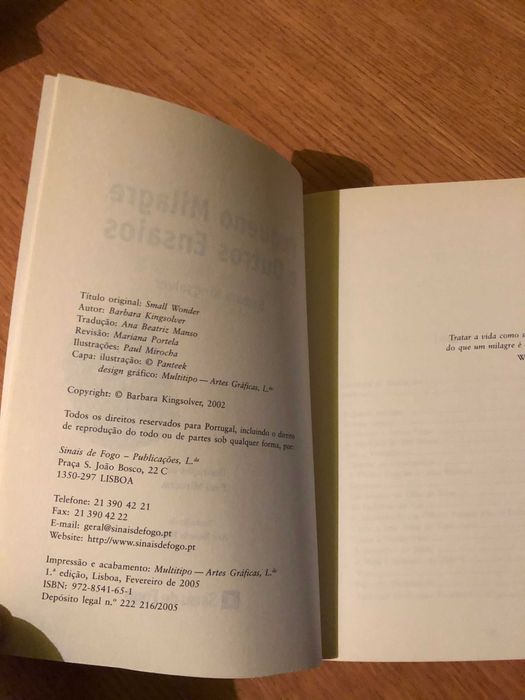 Título original: Small Wonder
Autor: Barbara Kingsolver
Tradução: Ana Beatriz Manso
Revisão: Mariana Portela
Ilustrações: Paul Mirocha
Capa: ilustração: © Panteek
design gráfico: Multitipo — Artes Gráficas, L.da
Copyright: © Barbara Kingsolver, 2002
Todos os direitos reservados para Portugal, incluindo o direito
de reprodução do todo ou de partes sob qualquer forma, por:
Sinais de Fogo – Publicações, L.da
Praça S. João Bosco, 22 C
1350-297 LISBOA
Telefone: 21 390 42 21
Fax: 21 390 42 22
E-mail: geral@sinaisdefogo.pt
Website: http://www.sinaisdefogo.pt
Impressão e acabamento: Multitipo — Artes Gráficas, L.da
1.ª edição, Lisboa, Fevereiro de 2005
ISBN: 972-8541-65-1
Depósito legal n.º 222 216/2005
Tratar a vida como
do que um milagre é
W